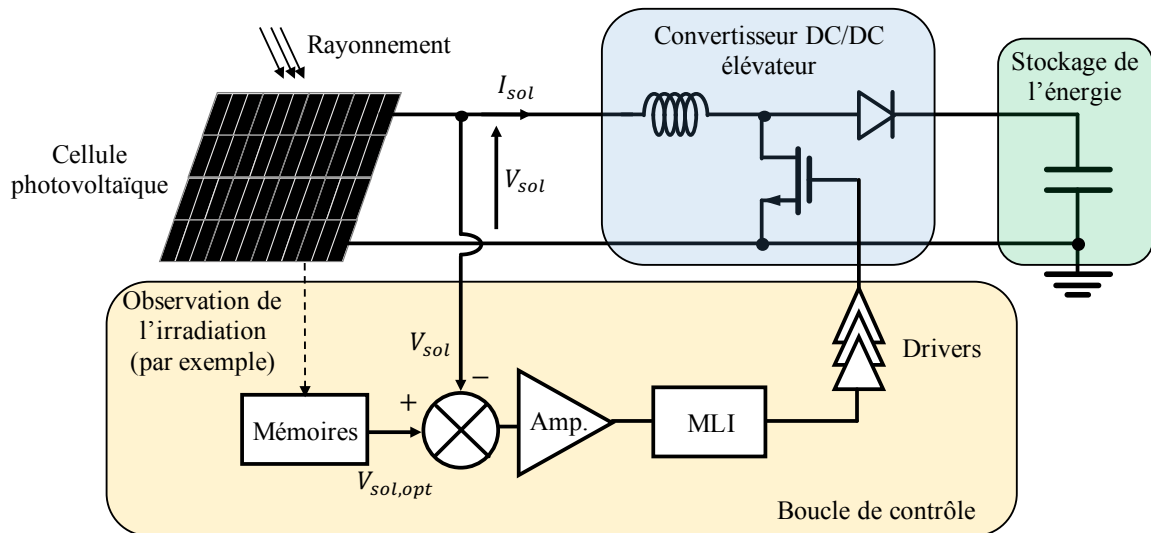 Rayonnement
Convertisseur DC/DC
élévateur
Stockage de
l’énergie
I_sol
Cellule
photovoltaïque
V_sol
Observation de
l’irradiation
(par exemple)
V_sol
−
Drivers
+
Mémoires
Amp.
MLI
V_sol,opt
Boucle de contrôle